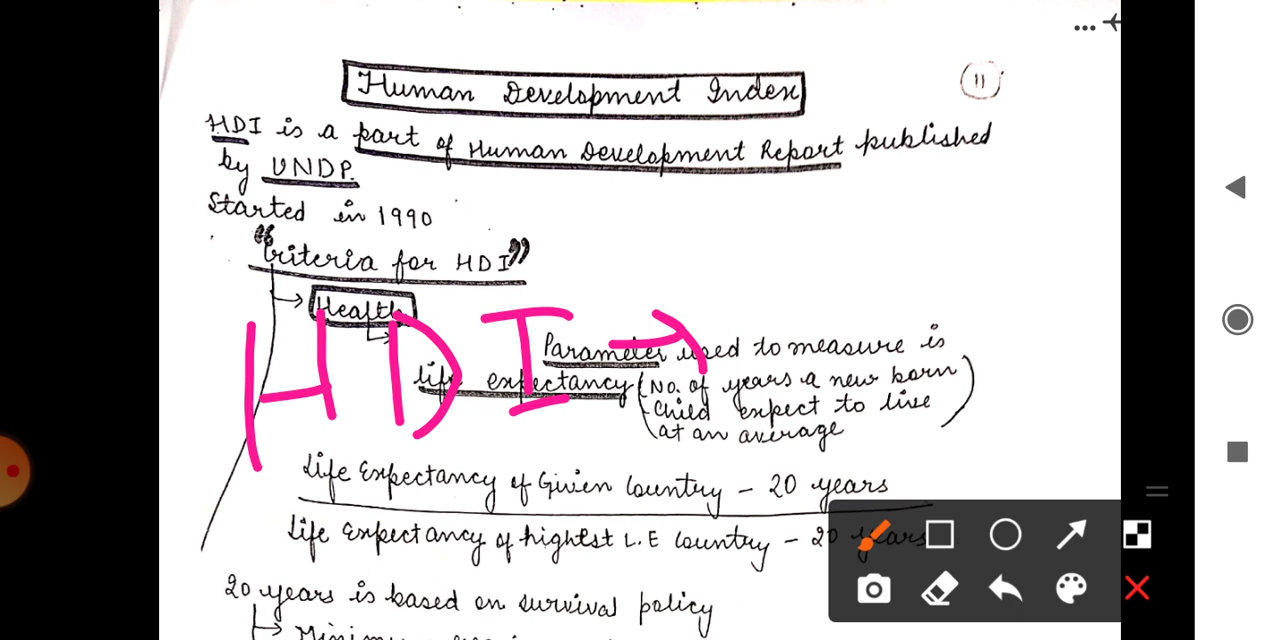 Human Development Index
11
HDI is a part of Human Development Report published
by UNDP.
Started in 1990
"Criteria for HDI"
Health
HDI
Parameter used to measure is
life expectancy (No. of years a new born
child expect to live
at an average)
Life Expectancy of Given Country - 20 years
Life Expectancy of highest L.E Country - 20 years
20 years is based on survival policy